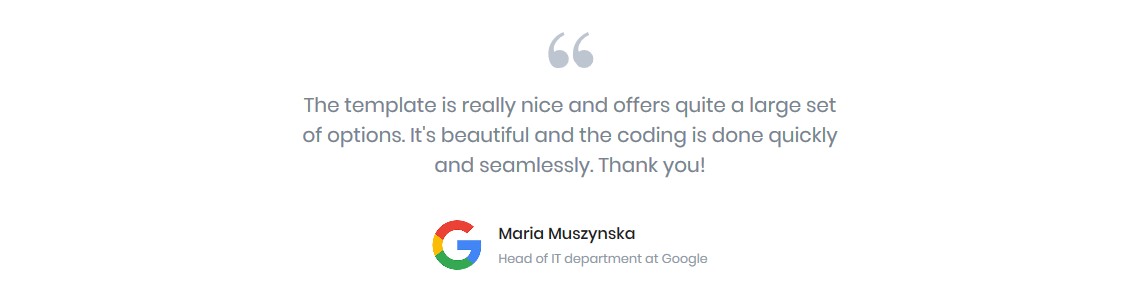 “
The template is really nice and offers quite a large set
of options. It's beautiful and the coding is done quickly
and seamlessly. Thank you!
Maria Muszynska
Head of IT department at Google